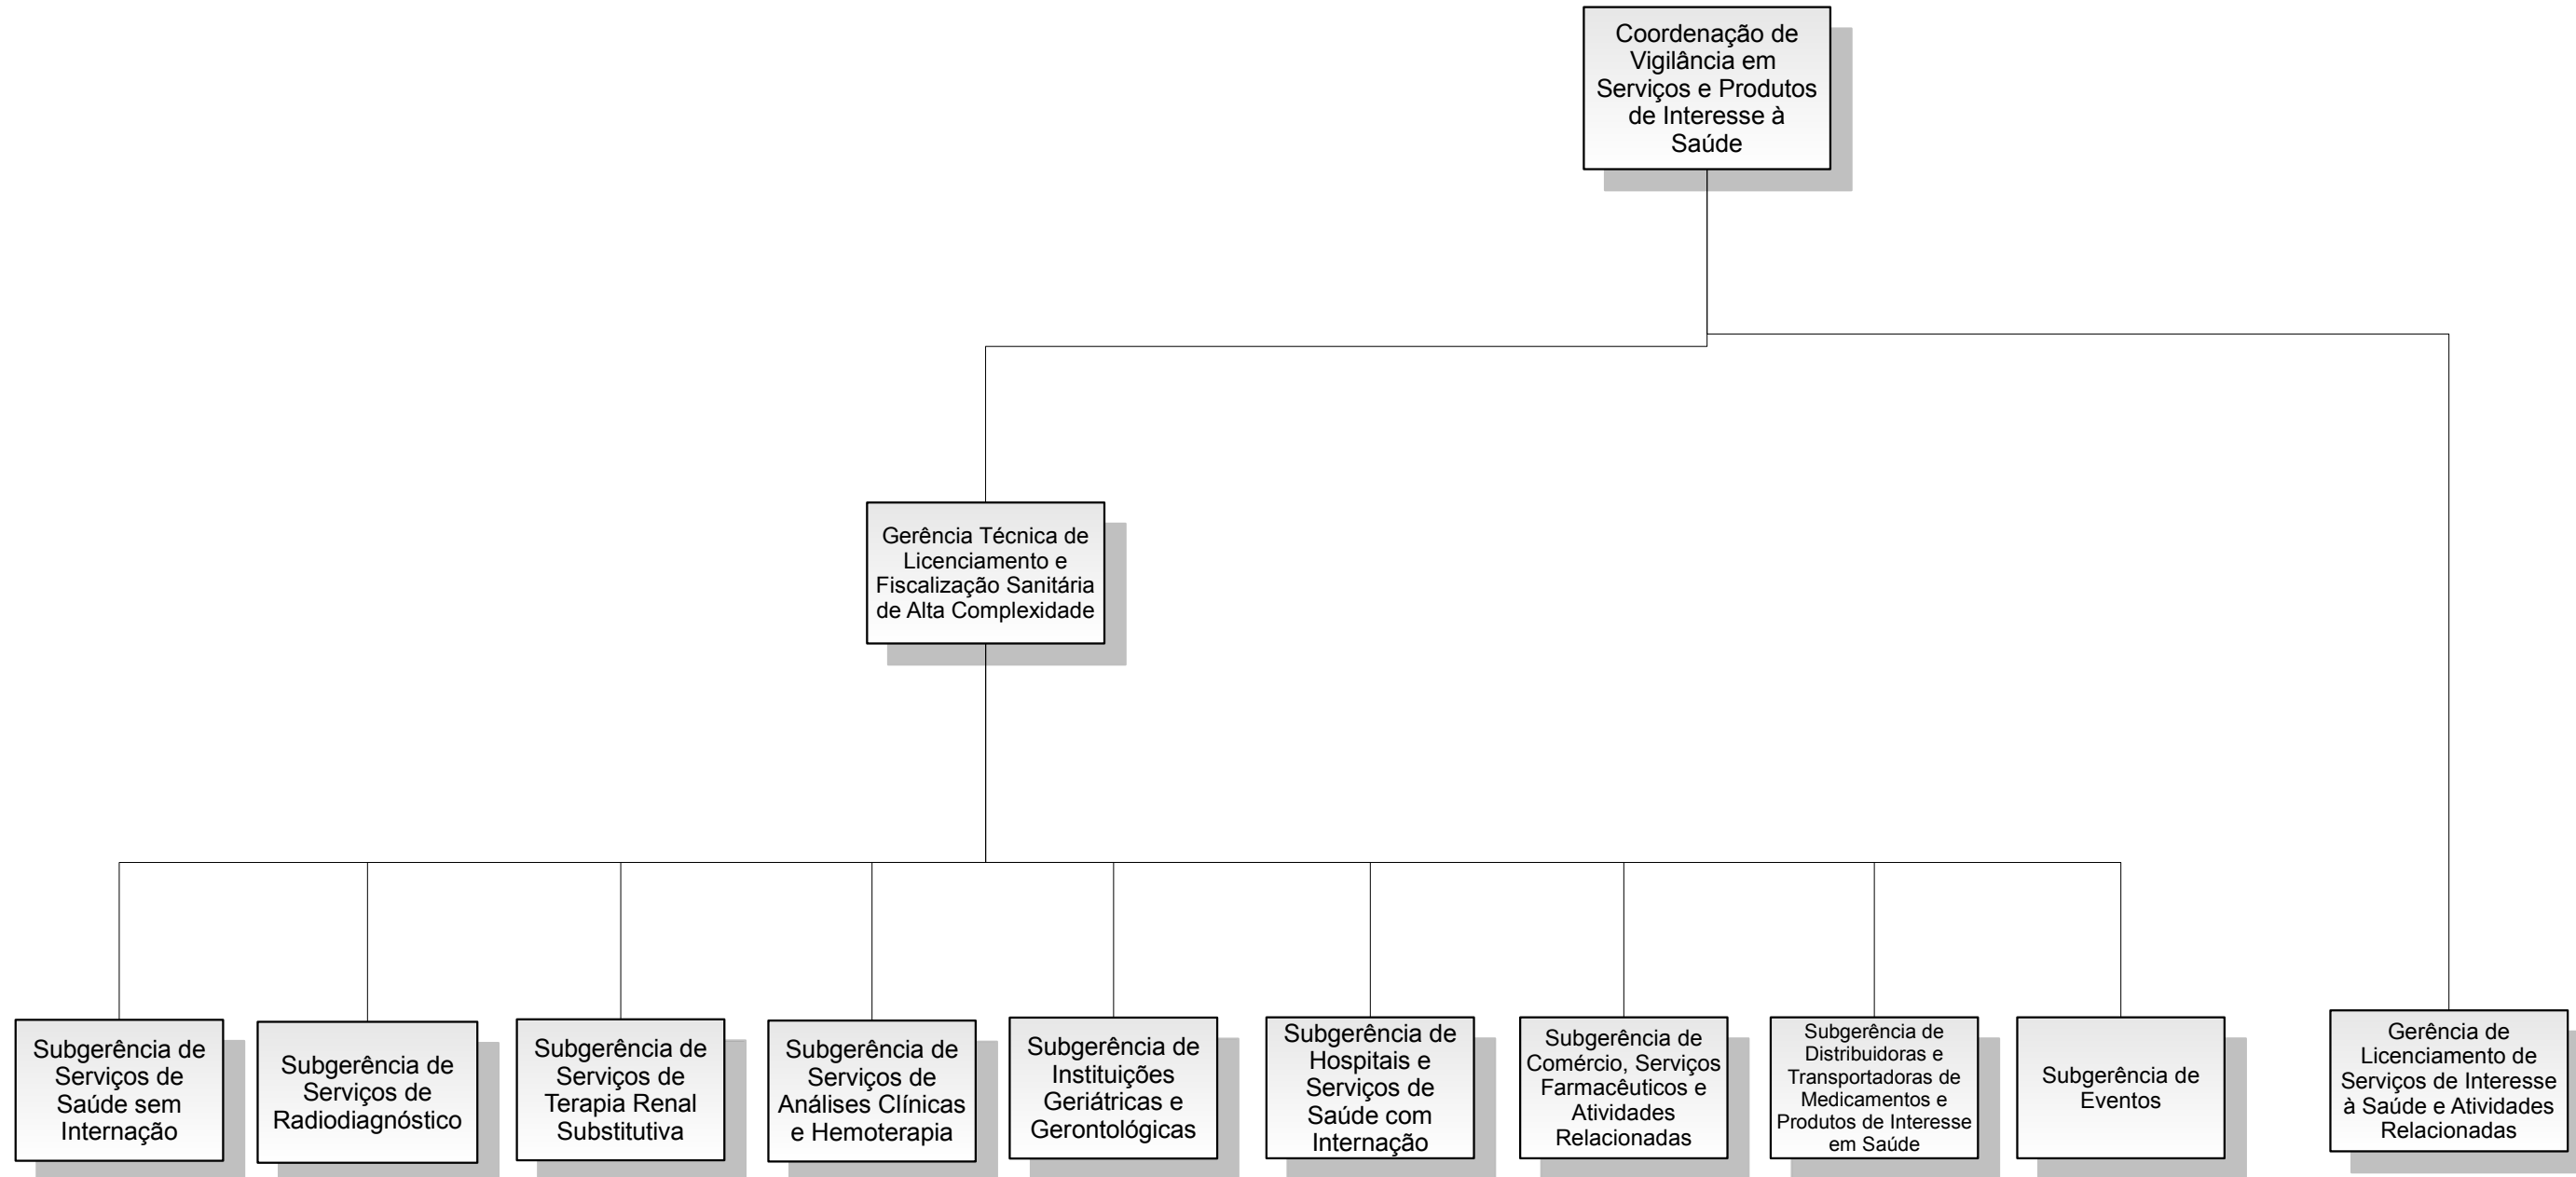 Coordenação de
Vigilância em
Serviços e Produtos
de Interesse à
Saúde
Gerência Técnica de
Licenciamento e
Fiscalização Sanitária
de Alta Complexidade
Subgerência de
Serviços de
Saúde sem
Internação
Subgerência de
Serviços de
Radiodiagnóstico
Subgerência de
Serviços de
Terapia Renal
Substitutiva
Subgerência de
Serviços de
Análises Clínicas
e Hemoterapia
Subgerência de
Instituições
Geriátricas e
Gerontológicas
Subgerência de
Hospitais e
Serviços de
Saúde com
Internação
Subgerência de
Comércio, Serviços
Farmacêuticos e
Atividades
Relacionadas
Subgerência de
Distribuidoras e
Transportadoras de
Medicamentos e
Produtos de Interesse
em Saúde
Subgerência de
Eventos
Gerência de
Licenciamento de
Serviços de Interesse
à Saúde e Atividades
Relacionadas